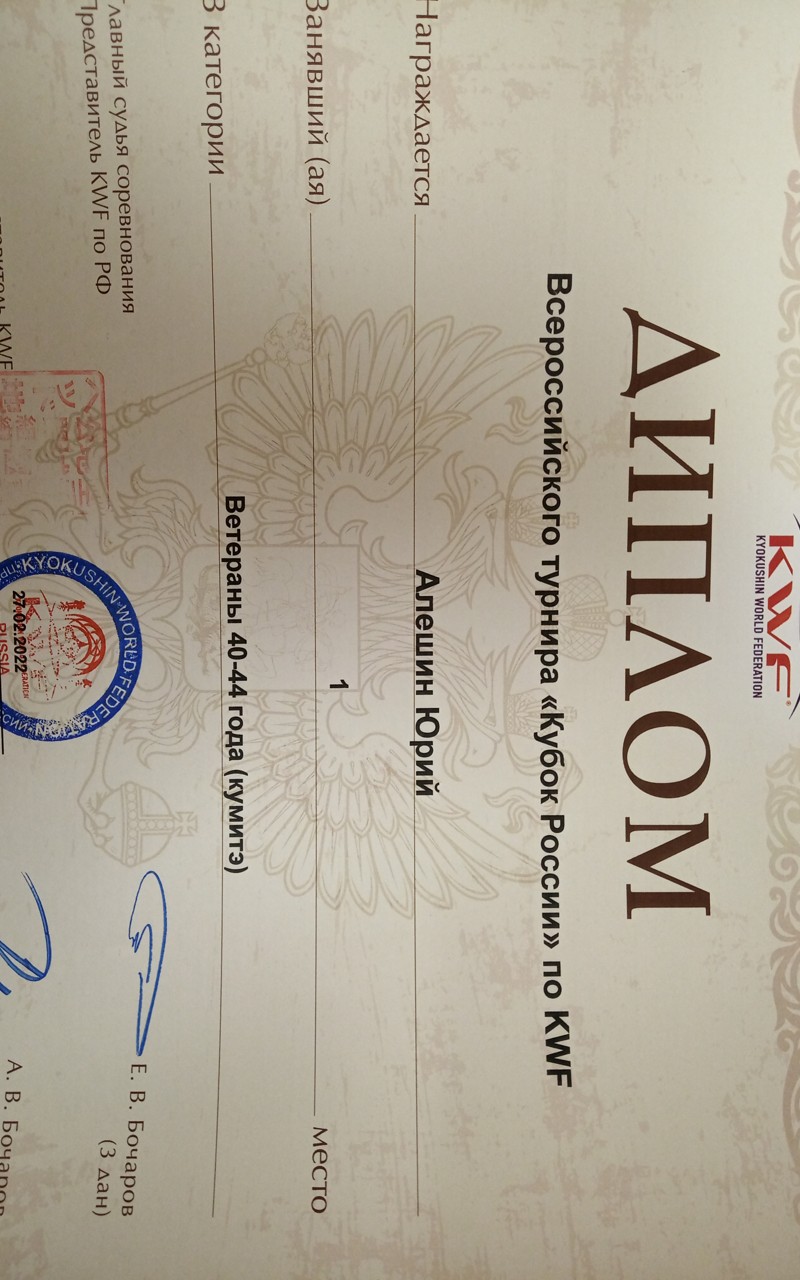 KWF
KYOKUSHIN WORLD FEDERATION
ДИПЛОМ
Всероссийского турнира «Кубок России» по KWF
Награждается Алешин Юрий
Занявший (ая) 1 место
В категории Ветераны 40-44 года (кумитэ)
Главный судья соревнования Е. В. Бочаров
Представитель KWF по РФ (3 дан)
KWF А. В. Бочаров
KYOKUSHIN WORLD FEDERATION
27.02.2022
RUSSIA